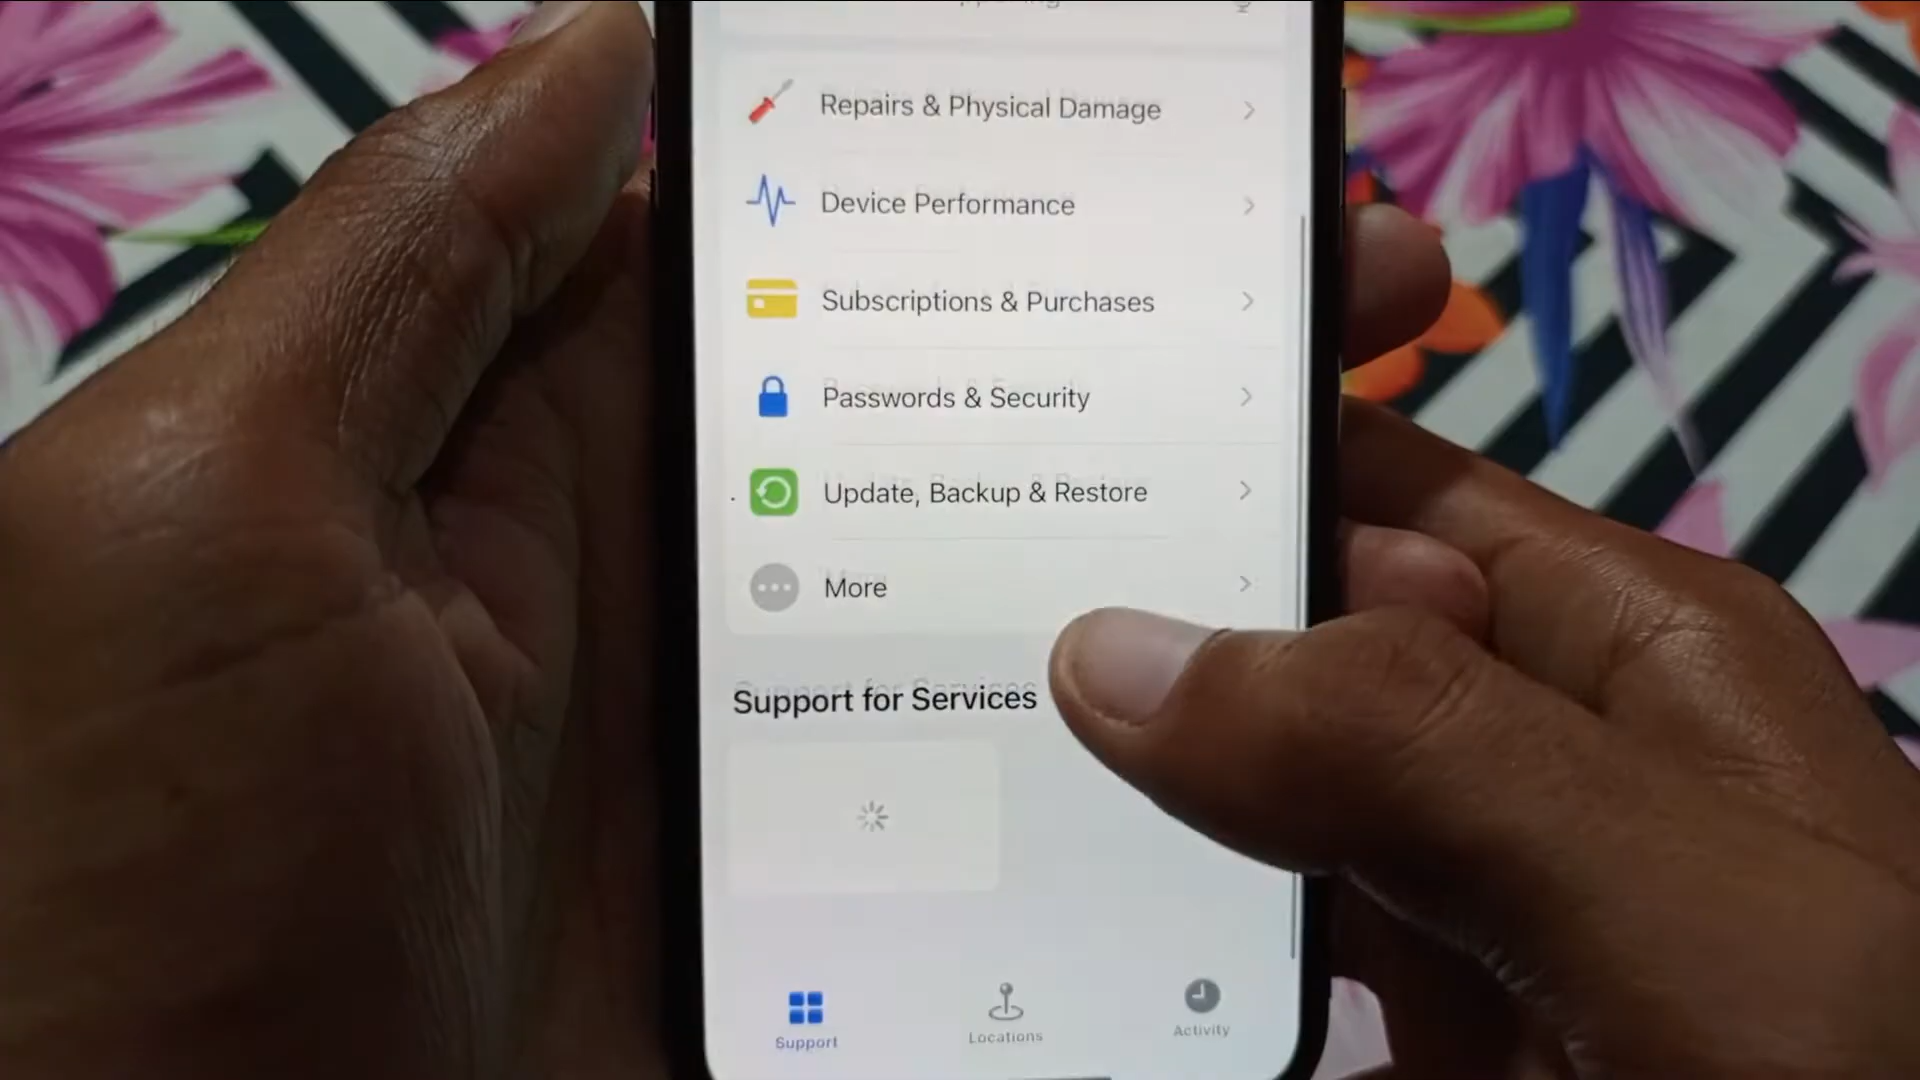 Repairs & Physical Damage
Device Performance
Subscriptions & Purchases
Passwords & Security
Update, Backup & Restore
More
Support for Services
Support
Locations
Activity